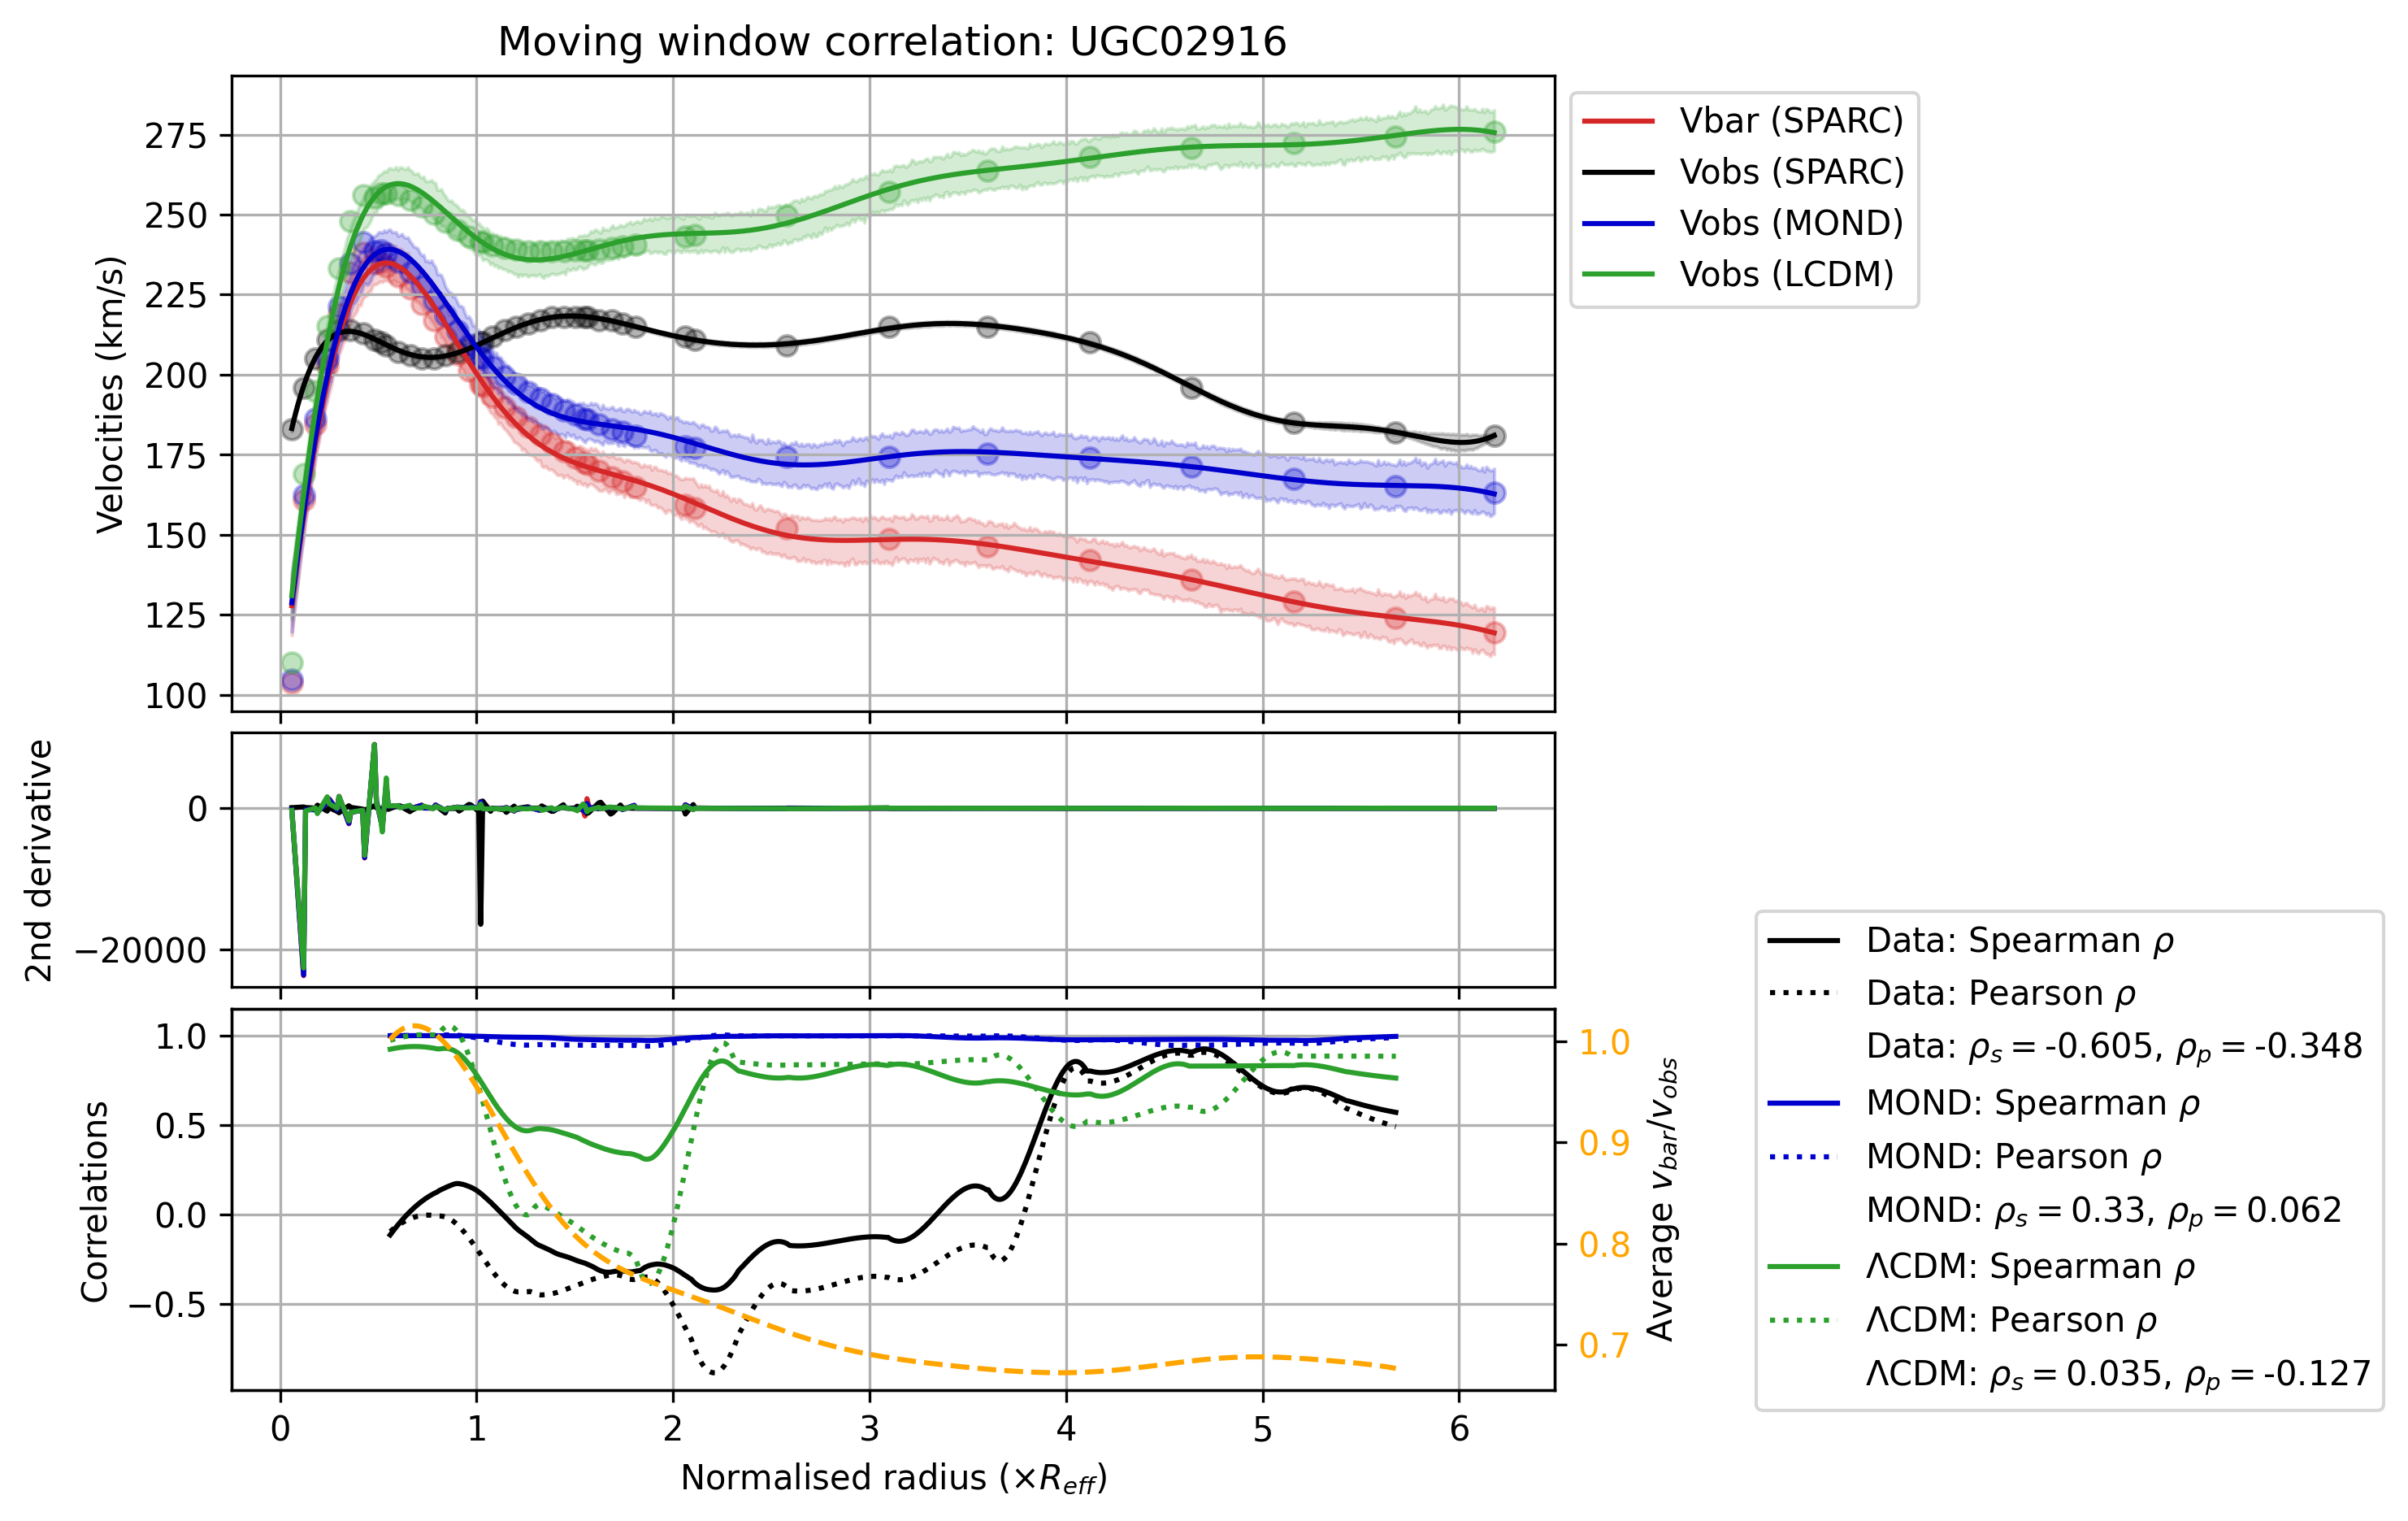 Moving window correlation: UGC02916
Velocities (km/s)
275
250
225
200
175
150
125
100
Vbar (SPARC)
Vobs (SPARC)
Vobs (MOND)
Vobs (LCDM)
2nd derivative
0
−20000
Correlations
1.0
0.5
0.0
−0.5
1.0
0.9
0.8
0.7
Average v_bar/v_obs
0 1 2 3 4 5 6
Normalised radius (×R_eff)
Data: Spearman ρ
Data: Pearson ρ
Data: ρ_s = -0.605, ρ_p = -0.348
MOND: Spearman ρ
MOND: Pearson ρ
MOND: ρ_s = 0.33, ρ_p = 0.062
ΛCDM: Spearman ρ
ΛCDM: Pearson ρ
ΛCDM: ρ_s = 0.035, ρ_p = -0.127